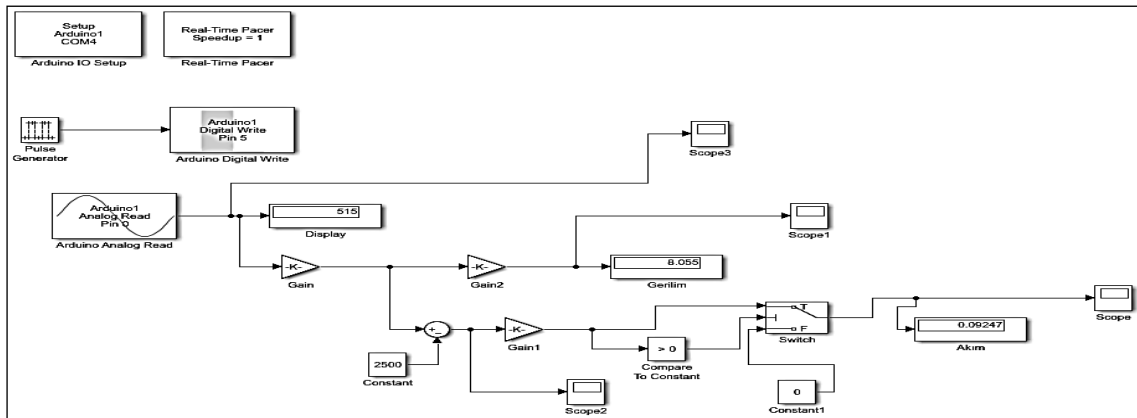 Setup
Arduino1
COM4
Arduino IO Setup
Real-Time Pacer
Speedup = 1
Real-Time Pacer
Pulse
Generator
Arduino1
Digital Write
Pin 5
Arduino Digital Write
Scope3
Arduino1
Analog Read
Pin 0
Arduino Analog Read
515
Display
Scope1
-K-
Gain
-K-
Gain2
8.055
Gerilim
+
-
2500
Constant
-K-
Gain1
> 0
Compare
To Constant
T
F
Switch
Scope
0.09247
Akım
Scope2
0
Constant1